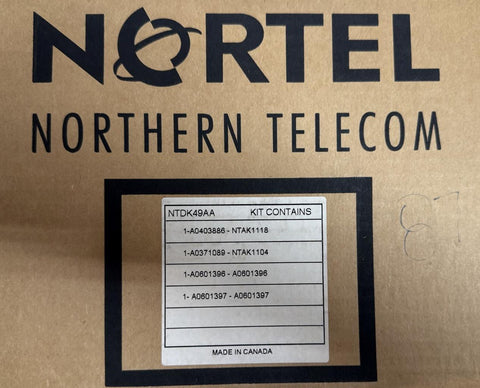 NORTEL
NORTHERN TELECOM
NTDK49AA KIT CONTAINS
1-A0403886 - NTAK1118
1-A0371089 - NTAK1104
1-A0601396 - A0601396
1- A0601397 - A0601397
MADE IN CANADA